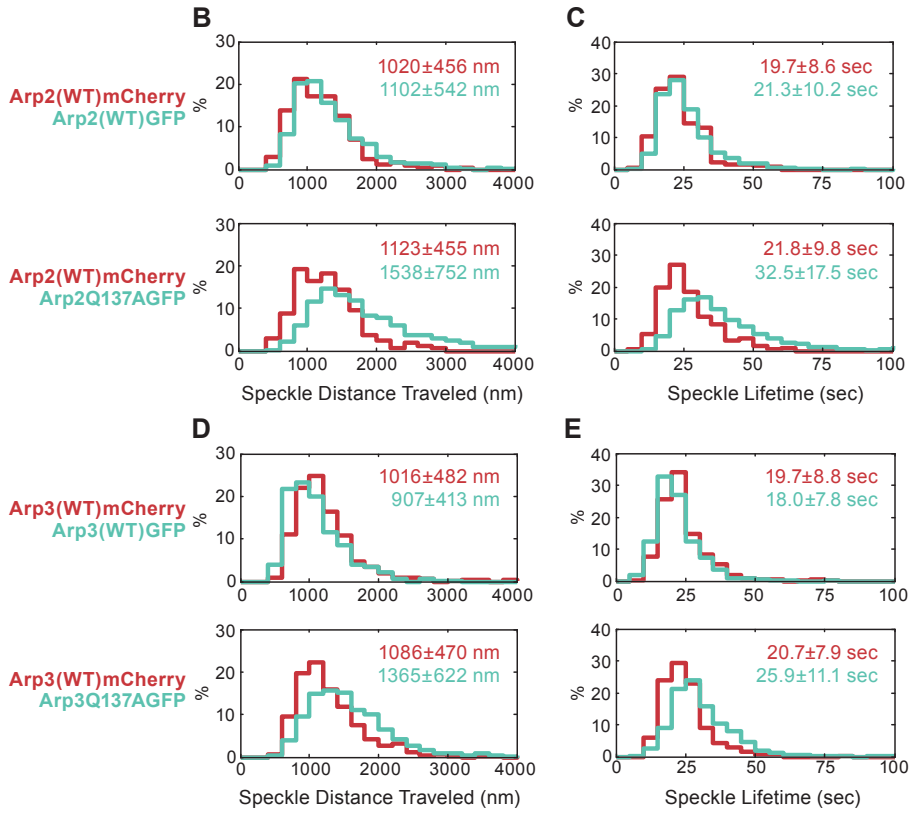 B
C
Arp2(WT)mCherry
Arp2(WT)GFP
%
30
20
10
0
0 1000 2000 3000 4000
1020±456 nm
1102±542 nm
%
40
30
20
10
0
0 25 50 75 100
19.7±8.6 sec
21.3±10.2 sec
Arp2(WT)mCherry
Arp2Q137AGFP
%
30
20
10
0
0 1000 2000 3000 4000
1123±455 nm
1538±752 nm
Speckle Distance Traveled (nm)
%
40
30
20
10
0
0 25 50 75 100
21.8±9.8 sec
32.5±17.5 sec
Speckle Lifetime (sec)
D
E
Arp3(WT)mCherry
Arp3(WT)GFP
%
30
20
10
0
0 1000 2000 3000 4000
1016±482 nm
907±413 nm
%
40
30
20
10
0
0 25 50 75 100
19.7±8.8 sec
18.0±7.8 sec
Arp3(WT)mCherry
Arp3Q137AGFP
%
30
20
10
0
0 1000 2000 3000 4000
1086±470 nm
1365±622 nm
Speckle Distance Traveled (nm)
%
40
30
20
10
0
0 25 50 75 100
20.7±7.9 sec
25.9±11.1 sec
Speckle Lifetime (sec)